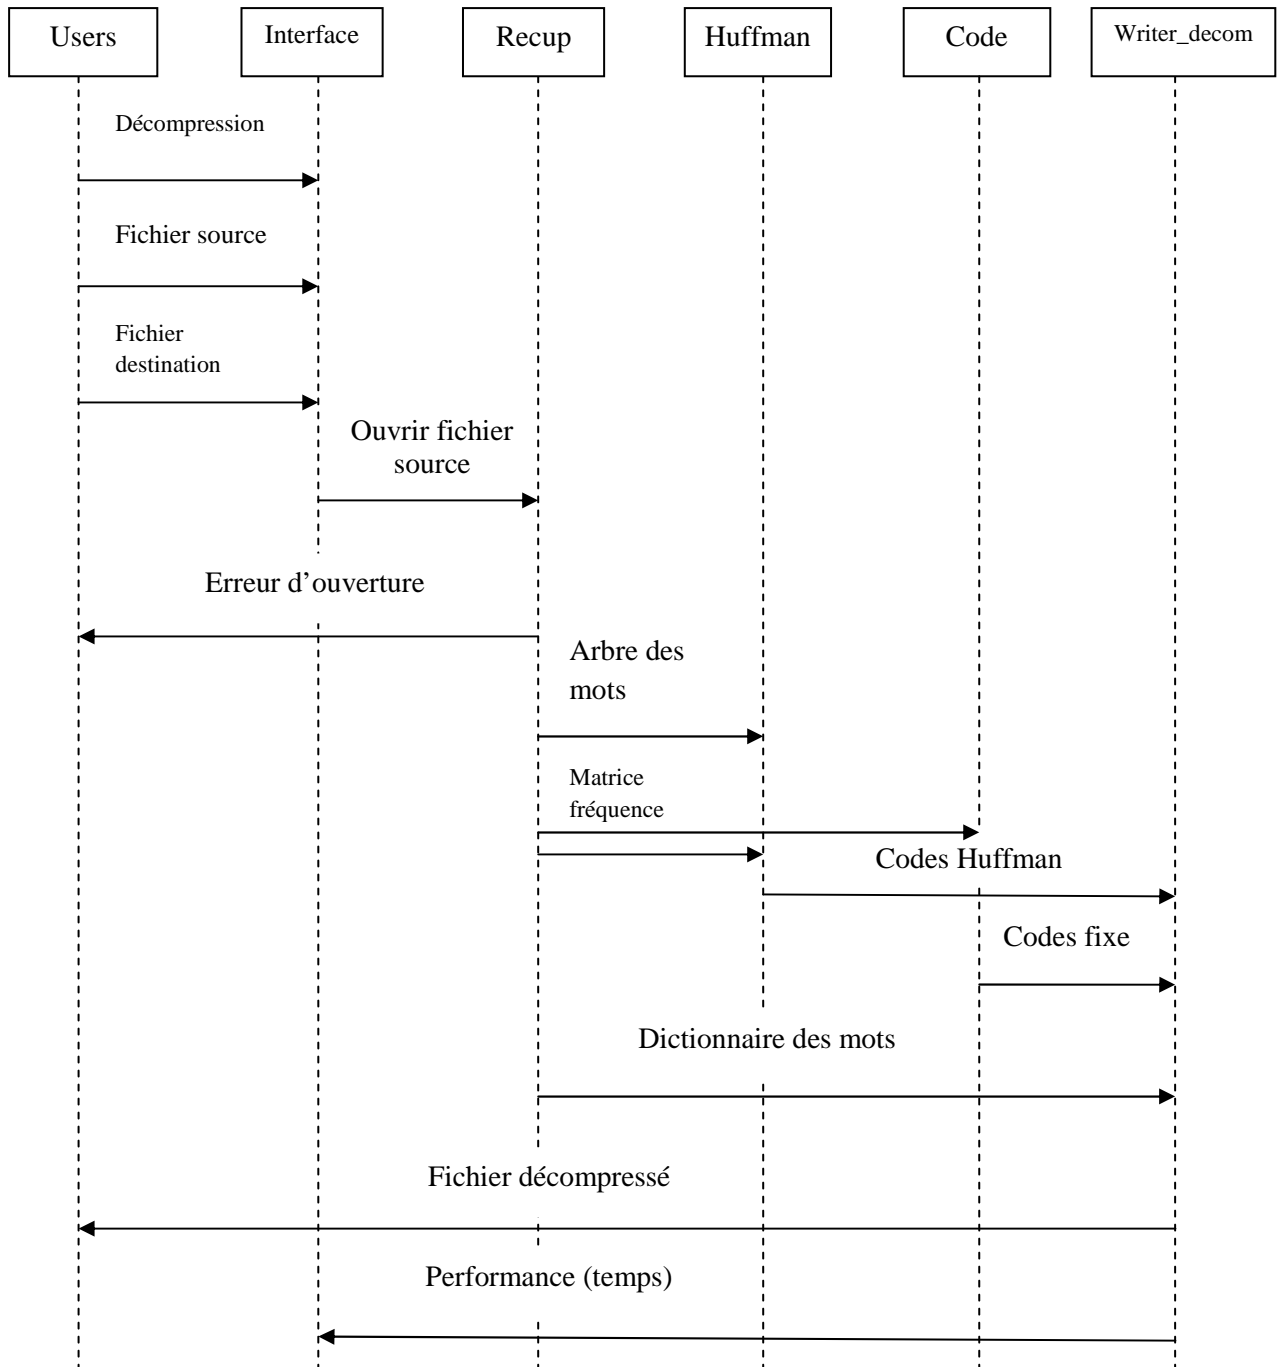 Users
Interface
Recup
Huffman
Code
Writer_decom
Décompression
Fichier source
Fichier
destination
Ouvrir fichier
source
Erreur d’ouverture
Arbre des
mots
Matrice
fréquence
Codes Huffman
Codes fixe
Dictionnaire des mots
Fichier décompressé
Performance (temps)